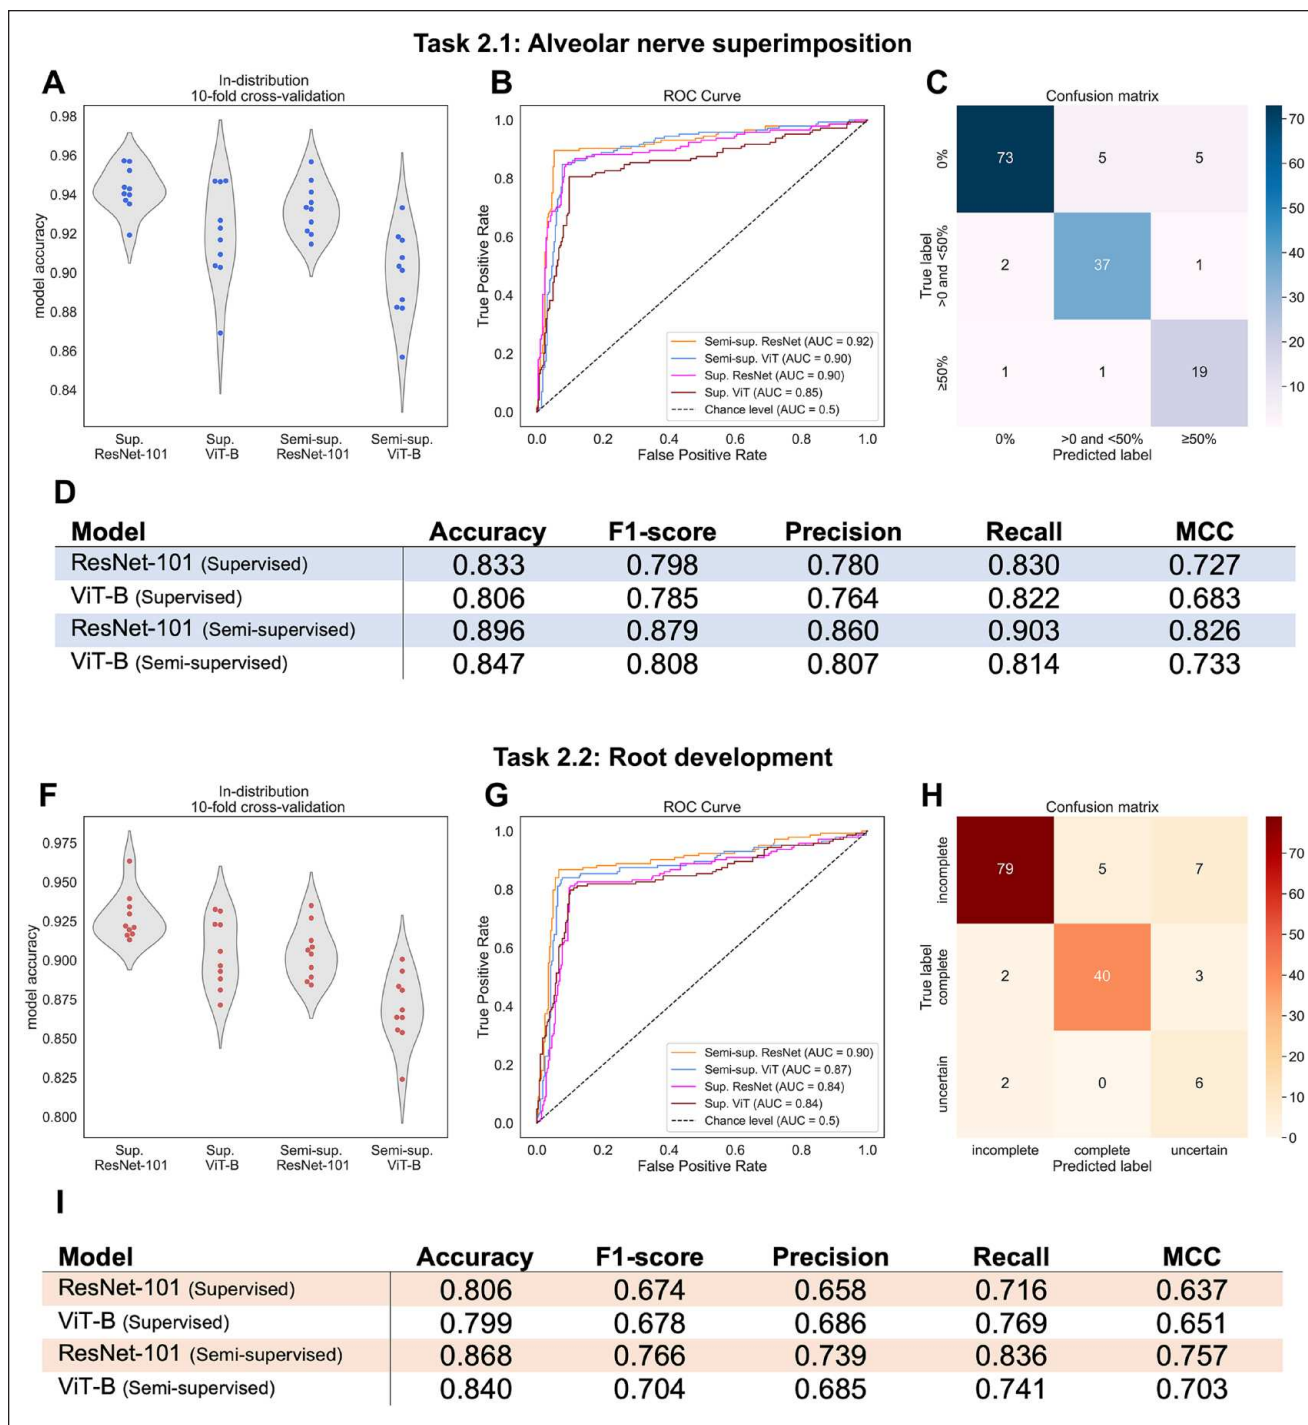 Task 2.1: Alveolar nerve superimposition
A
In-distribution
10-fold cross-validation
0.98
0.96
0.94
0.92
0.90
0.88
0.86
0.84
model accuracy
Sup.
ResNet-101
Sup.
ViT-B
Semi-sup.
ResNet-101
Semi-sup.
ViT-B
B
ROC Curve
1.0
0.8
0.6
0.4
0.2
0.0
True Positive Rate
Semi-sup. ResNet (AUC = 0.92)
Semi-sup. ViT (AUC = 0.90)
Sup. ResNet (AUC = 0.90)
Sup. ViT (AUC = 0.85)
Chance level (AUC = 0.5)
0.0 0.2 0.4 0.6 0.8 1.0
False Positive Rate
C
Confusion matrix
True label
0%
>0 and <50%
≥50%
73 5 5
2 37 1
1 1 19
0% >0 and <50% ≥50%
Predicted label
70
60
50
40
30
20
10
D
Model Accuracy F1-score Precision Recall MCC
ResNet-101 (Supervised) 0.833 0.798 0.780 0.830 0.727
ViT-B (Supervised) 0.806 0.785 0.764 0.822 0.683
ResNet-101 (Semi-supervised) 0.896 0.879 0.860 0.903 0.826
ViT-B (Semi-supervised) 0.847 0.808 0.807 0.814 0.733
Task 2.2: Root development
F
In-distribution
10-fold cross-validation
0.975
0.950
0.925
0.900
0.875
0.850
0.825
0.800
model accuracy
Sup.
ResNet-101
Sup.
ViT-B
Semi-sup.
ResNet-101
Semi-sup.
ViT-B
G
ROC Curve
1.0
0.8
0.6
0.4
0.2
0.0
True Positive Rate
Semi-sup. ResNet (AUC = 0.90)
Semi-sup. ViT (AUC = 0.87)
Sup. ResNet (AUC = 0.84)
Sup. ViT (AUC = 0.84)
Chance level (AUC = 0.5)
0.0 0.2 0.4 0.6 0.8 1.0
False Positive Rate
H
Confusion matrix
True label
incomplete
complete
uncertain
79 5 7
2 40 3
2 0 6
incomplete complete uncertain
Predicted label
70
60
50
40
30
20
10
0
I
Model Accuracy F1-score Precision Recall MCC
ResNet-101 (Supervised) 0.806 0.674 0.658 0.716 0.637
ViT-B (Supervised) 0.799 0.678 0.686 0.769 0.651
ResNet-101 (Semi-supervised) 0.868 0.766 0.739 0.836 0.757
ViT-B (Semi-supervised) 0.840 0.704 0.685 0.741 0.703